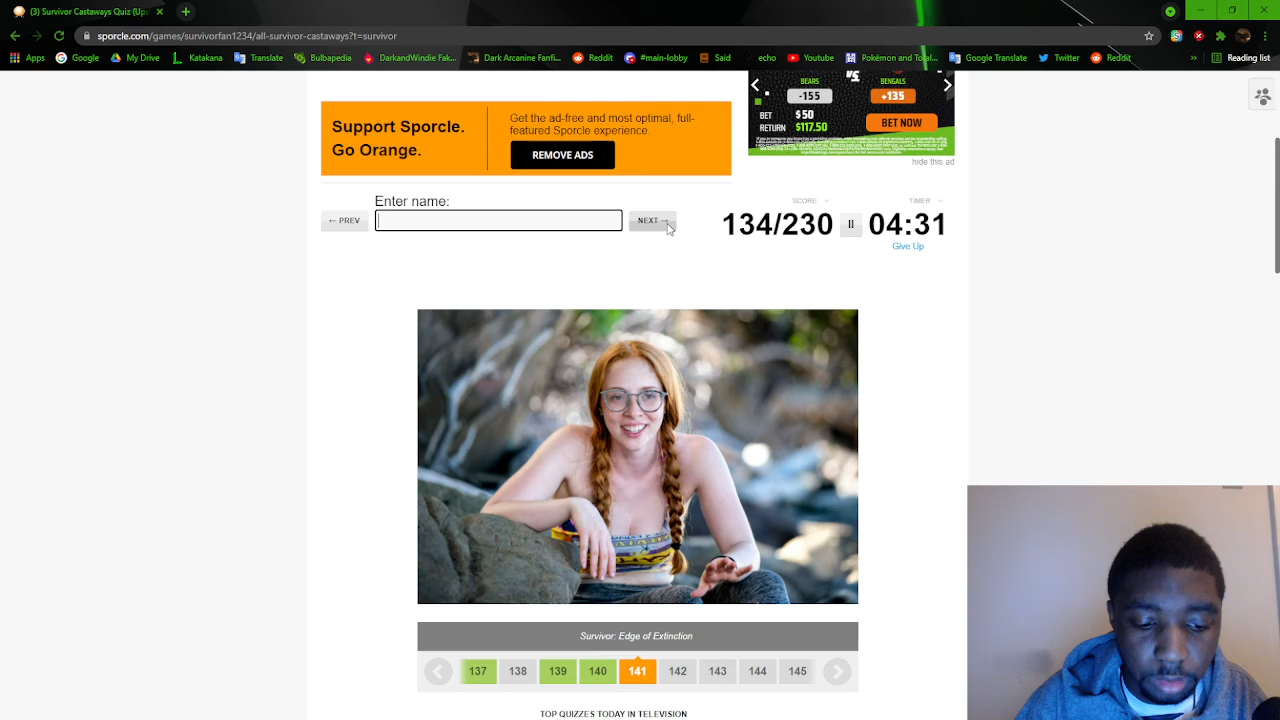 (3) Survivor Castaways Quiz (Up
sporcle.com/games/survivorfan1234/all-survivor-castaways?t=survivor
Apps Google My Drive Katakana Bulbapedia DarkandWindie Fak Translate Dark Arcanine Fanfi... Reddit #main-blobby Said echo Youtube Pokémon and Total... Google Translate Twitter Reddit » Reading list
BEARS VS BENGALS
-155 +135
BET $50
RETURN $117.50
BET NOW
hide this ad
Support Sporcle.
Go Orange.
Get the ad-free and most optimal, full-
featured Sporcle experience.
REMOVE ADS
Enter name:
← PREV NEXT →
SCORE TIMER
134/230 04:31
Give Up
Survivor: Edge of Extinction
137 138 139 140 141 142 143 144 145
TOP QUIZZES TODAY IN TELEVISION